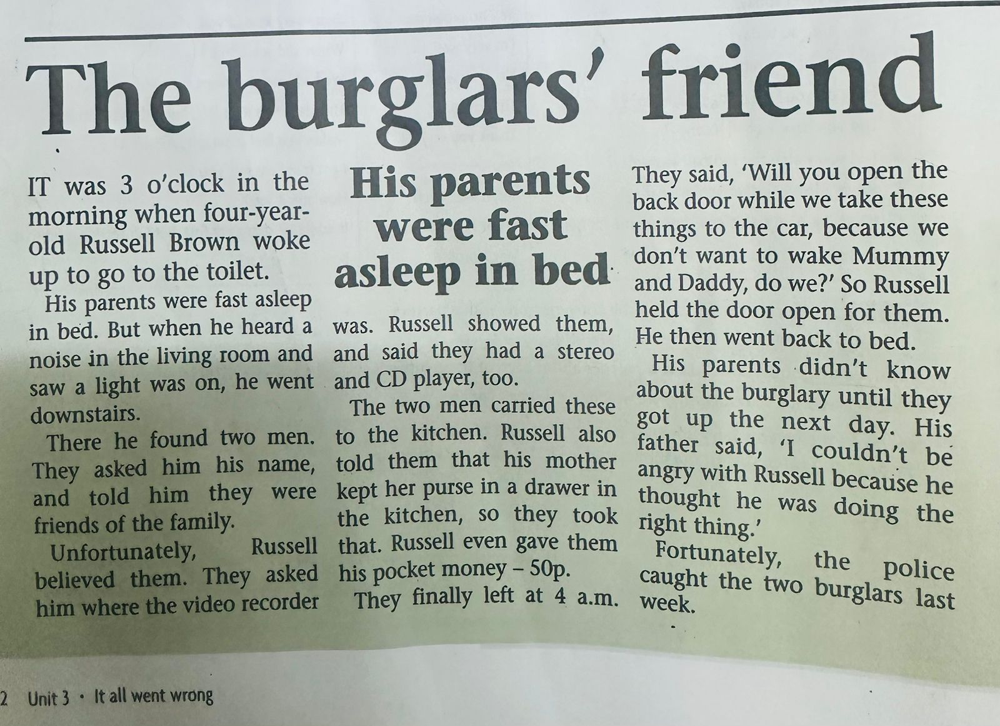 The burglars' friend
IT was 3 o'clock in the
morning when four-year-
old Russell Brown woke
up to go to the toilet.
His parents were fast asleep
in bed. But when he heard a
noise in the living room and
saw a light was on, he went
downstairs.
There he found two men.
They asked him his name,
and told him they were
friends of the family.
Unfortunately, Russell
believed them. They asked
him where the video recorder
His parents
were fast
asleep in bed
was. Russell showed them,
and said they had a stereo
and CD player, too.
The two men carried these
to the kitchen. Russell also
told them that his mother
kept her purse in a drawer in
the kitchen, so they took
that. Russell even gave them
his pocket money – 50p.
They finally left at 4 a.m.
They said, ‘Will you open the
back door while we take these
things to the car, because we
don't want to wake Mummy
and Daddy, do we?’ So Russell
held the door open for them.
He then went back to bed.
His parents didn't know
about the burglary until they
got up the next day. His
father said, ‘I couldn't be
angry with Russell because he
thought he was doing the
right thing.’
Fortunately, the police
caught the two burglars last
week.
2 Unit 3 · It all went wrong